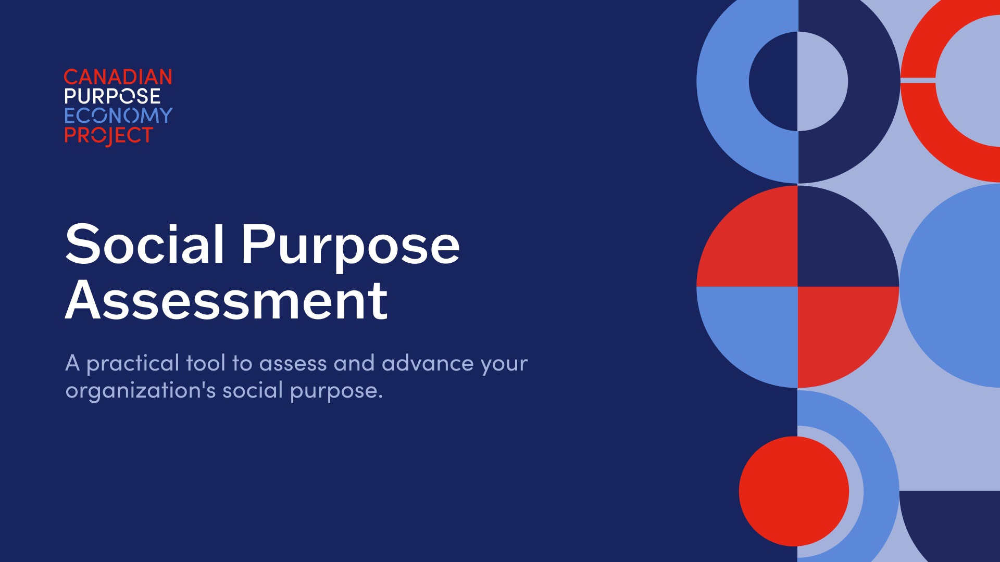 CANADIAN
PURPOSE
ECONOMY
PROJECT
Social Purpose
Assessment
A practical tool to assess and advance your
organization's social purpose.